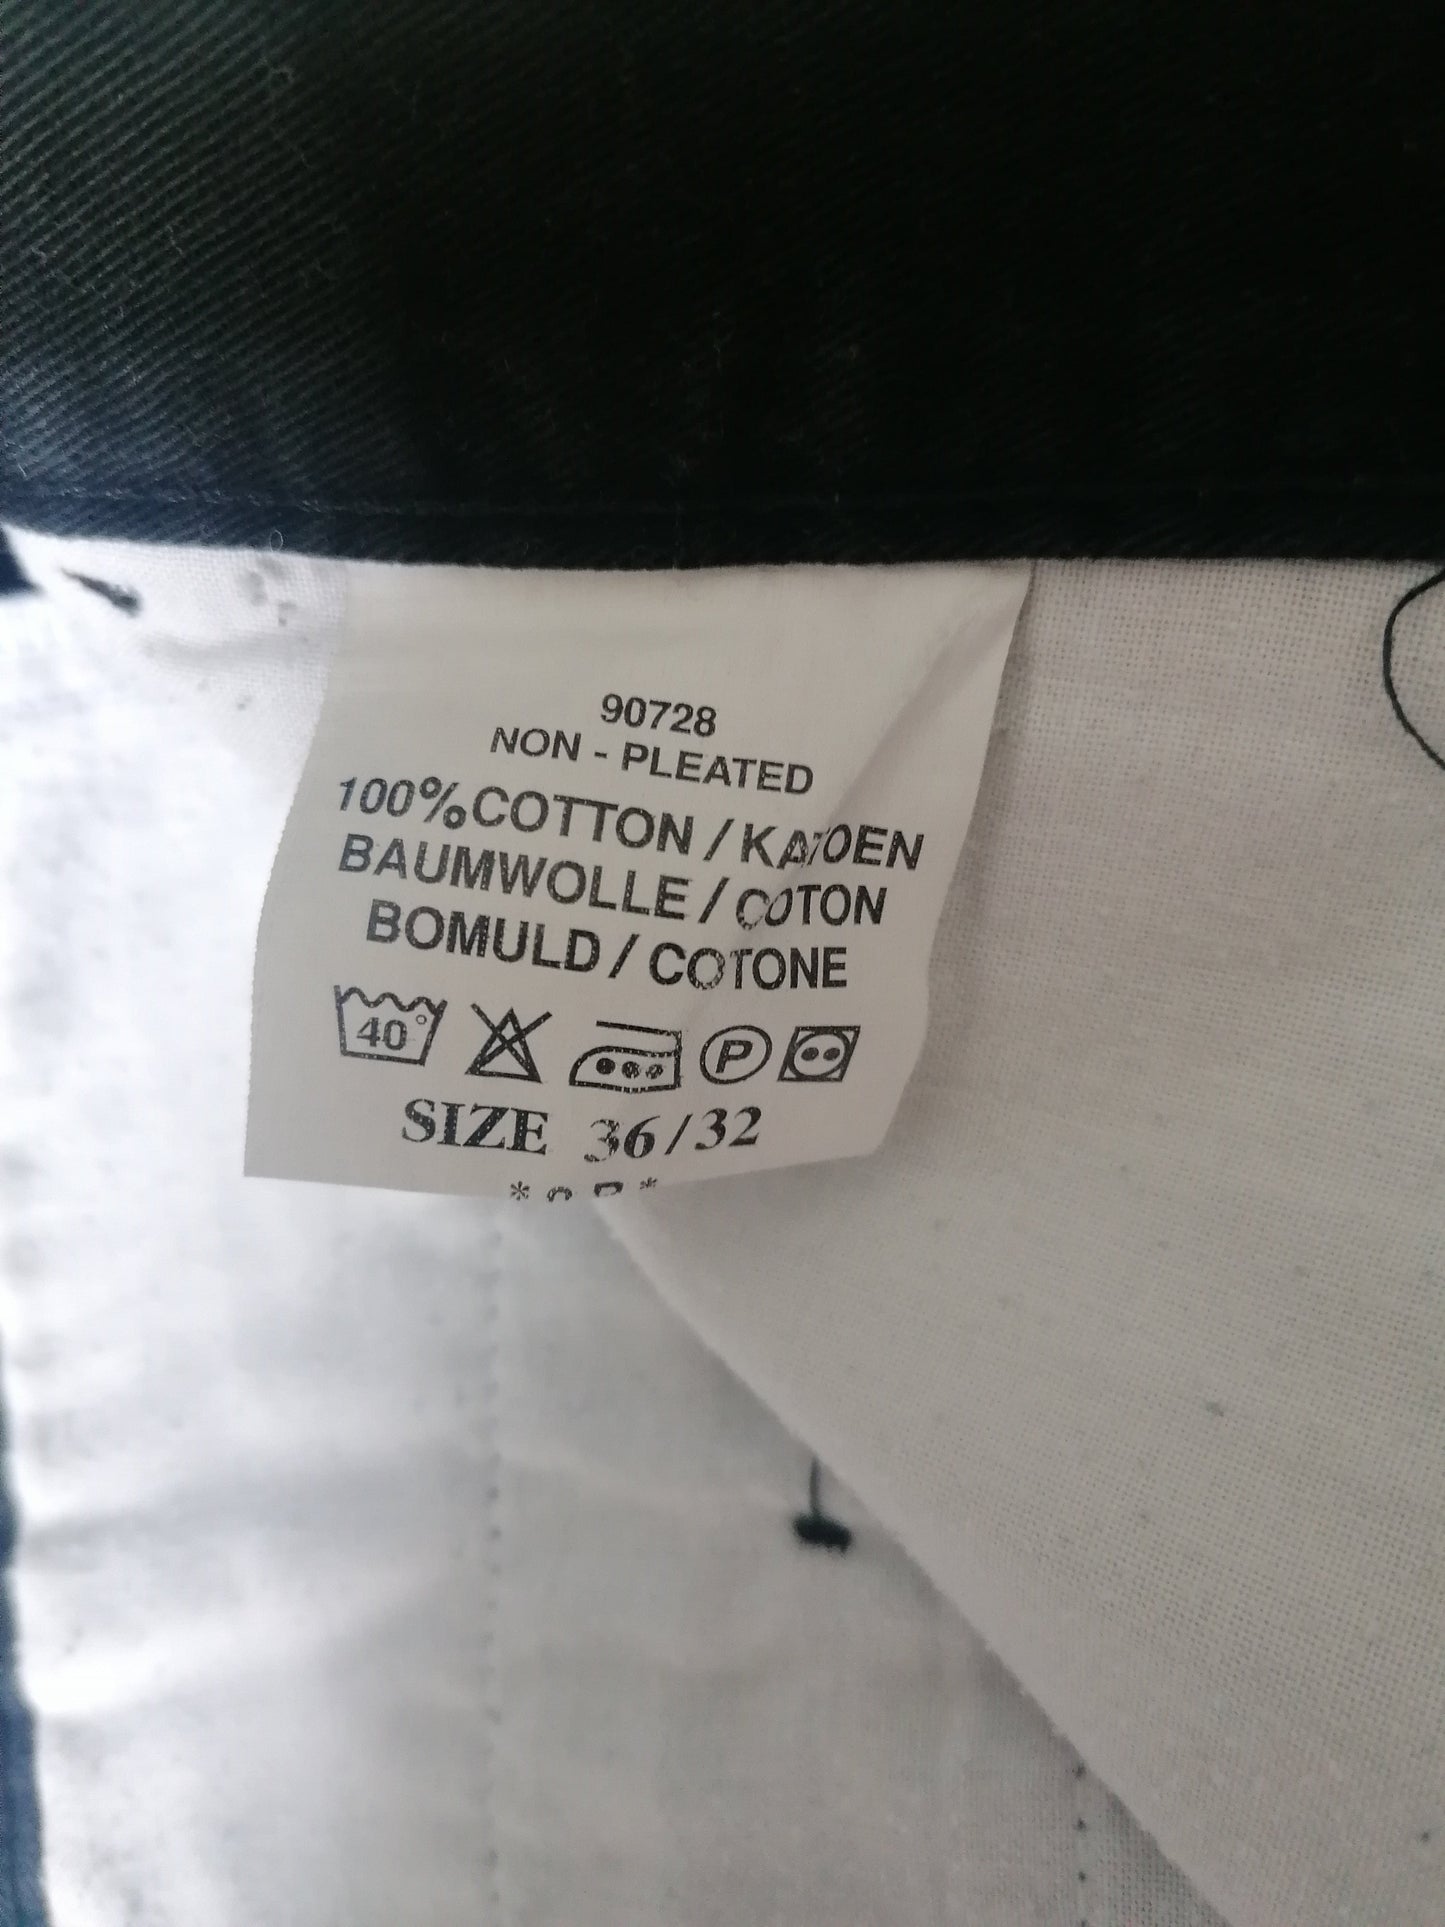 90728
NON - PLEATED
100%COTTON / KATOEN
BAUMWOLLE / COTON
BOMULD / COTONE
40° P
SIZE 36/32